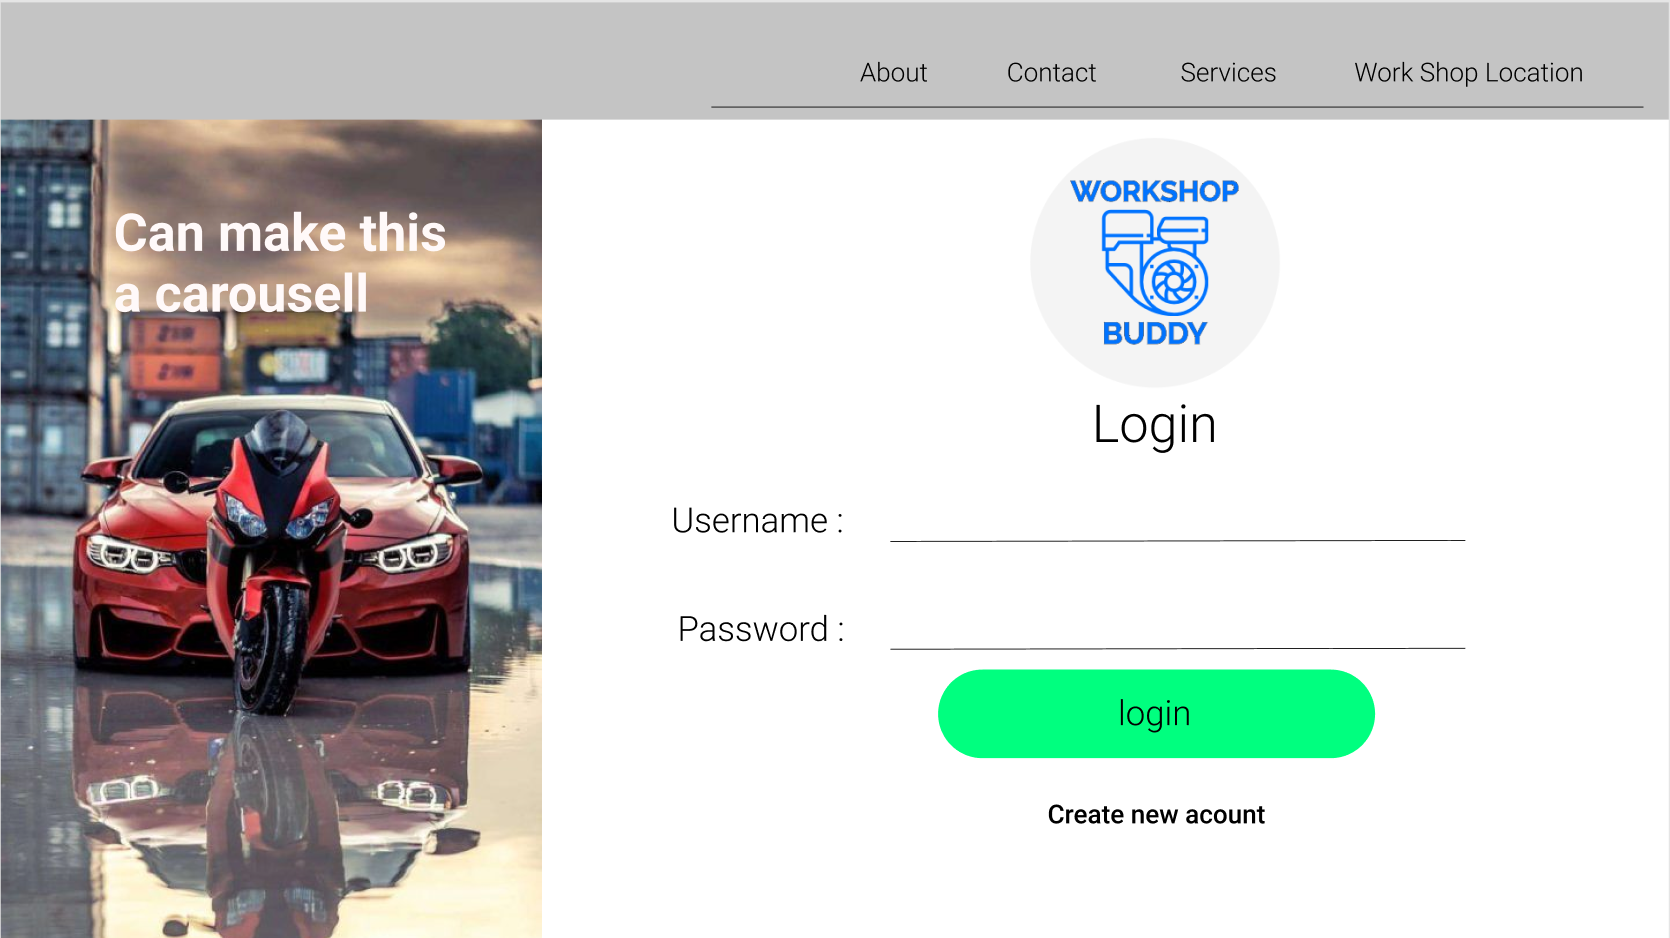 About
Contact
Services
Work Shop Location
Can make this
a carousell
WORKSHOP
BUDDY
Login
Username :
Password :
login
Create new acount